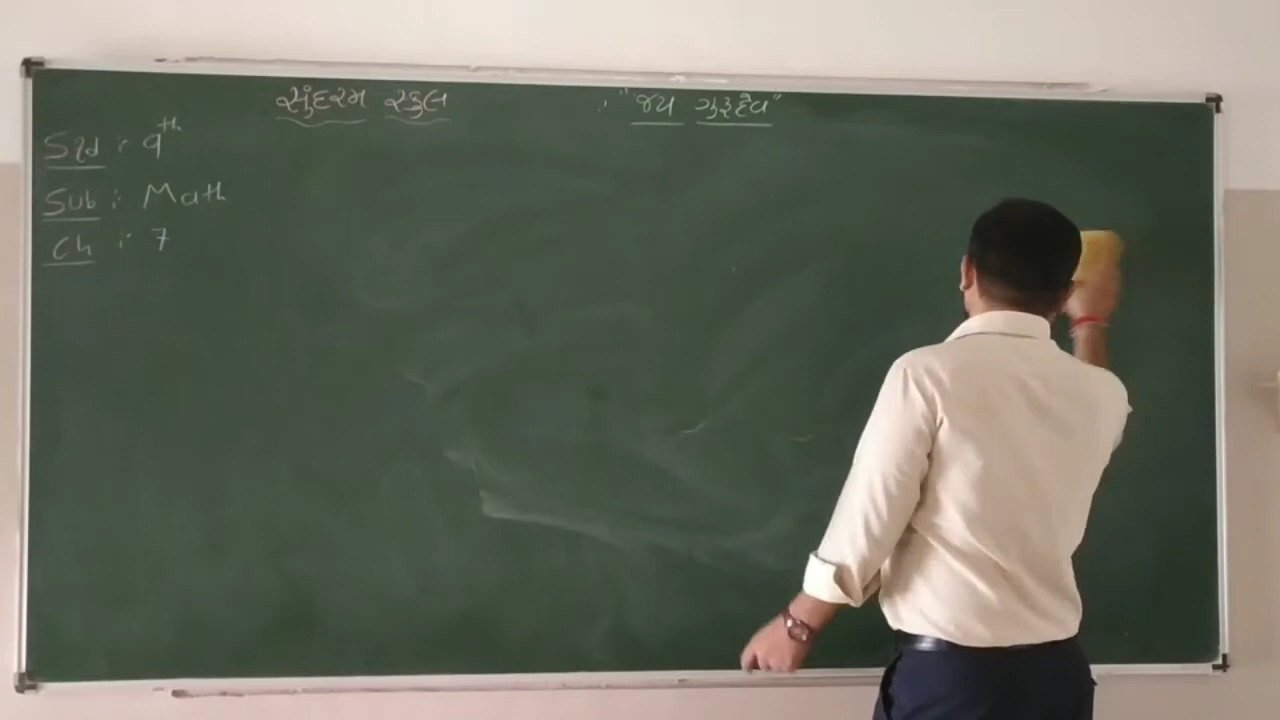 સુંદરમ સ્કુલ
"જય ગુરૂદેવ"
Std : 9th
Sub : Math
Ch : 7